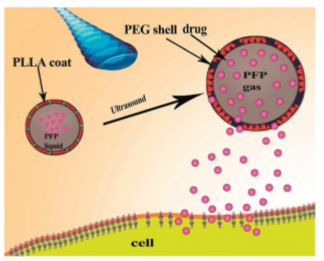 PEG shell drug
PLLA coat
PFP
gas
Ultrasound
PFP
liquid
cell